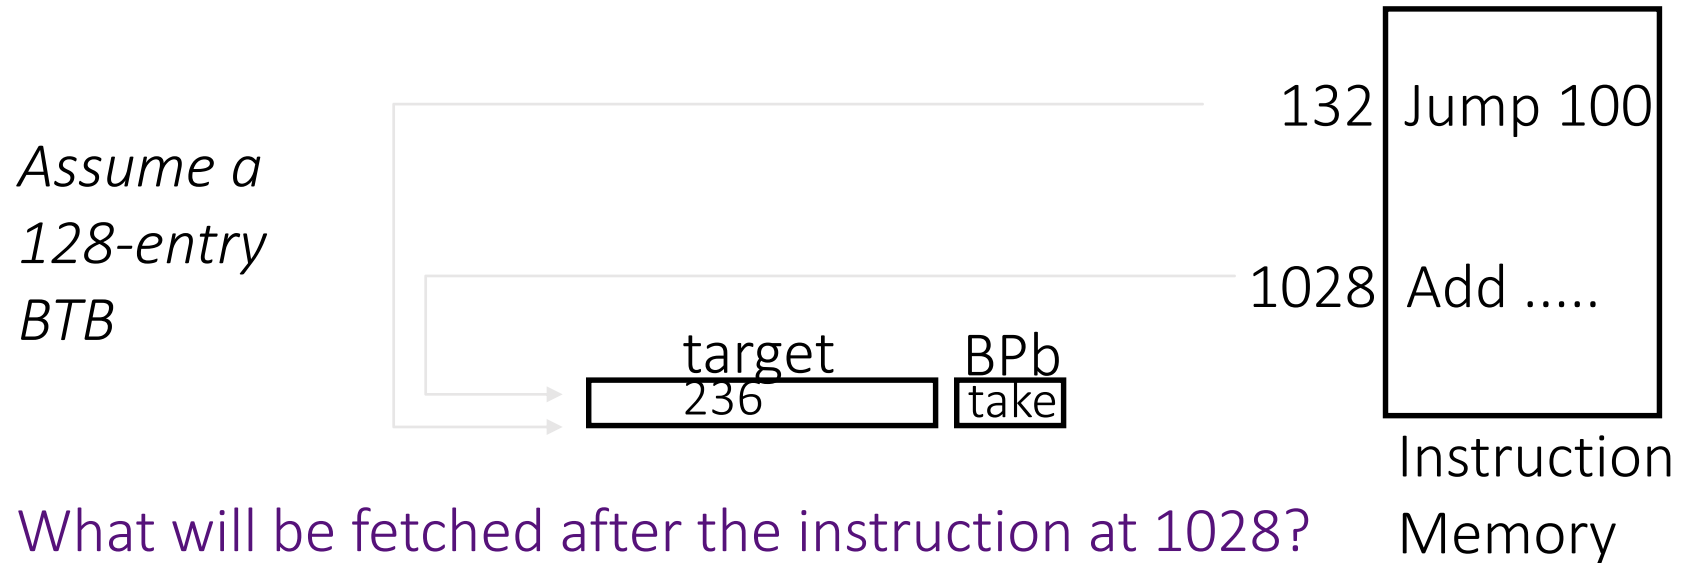 132 Jump 100
Assume a
128-entry
BTB
1028 Add .....
target BPb
236 take
Instruction
Memory
What will be fetched after the instruction at 1028?